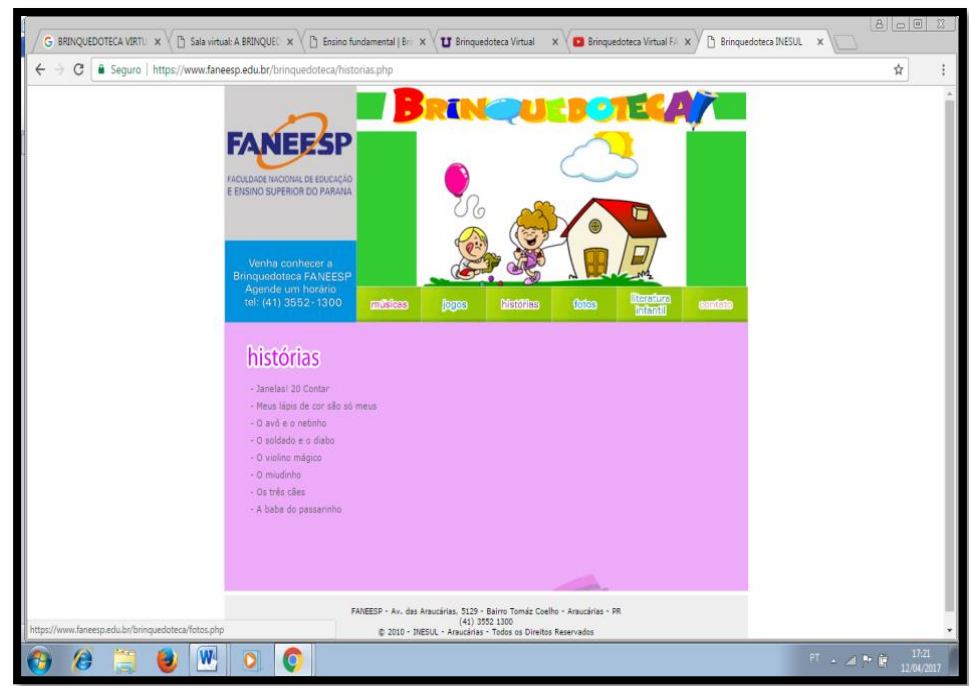 BRINQUEDOTECA VIRTU
Sala virtual: A BRINQUED
Ensino fundamental | Bri
Brinquedoteca Virtual
Brinquedoteca Virtual FA
Brinquedoteca INESUL
Seguro | https://www.faneesp.edu.br/brinquedoteca/historias.php
BRINQUEDOTECA
FANEESP
FACULDADE NACIONAL DE EDUCAÇÃO
E ENSINO SUPERIOR DO PARANÁ
Venha conhecer a
Brinquedoteca FANEESP
Agende um horário
tel: (41) 3552-1300
músicas
jogos
histórias
fotos
literatura
infantil
contato
histórias
- Janelas! 20 Contar
- Meus lápis de cor são só meus
- O avô e o netinho
- O soldado e o diabo
- O violino mágico
- O miudinho
- Os três cães
- A baba do passarinho
FANEESP - Av. das Araucárias, 5129 - Bairro Tomáz Coelho - Araucárias - PR
(41) 3552 1300
© 2010 - INESUL - Araucárias - Todos os Direitos Reservados
https://www.faneesp.edu.br/brinquedoteca/fotos.php
PT
17:21
12/04/2017